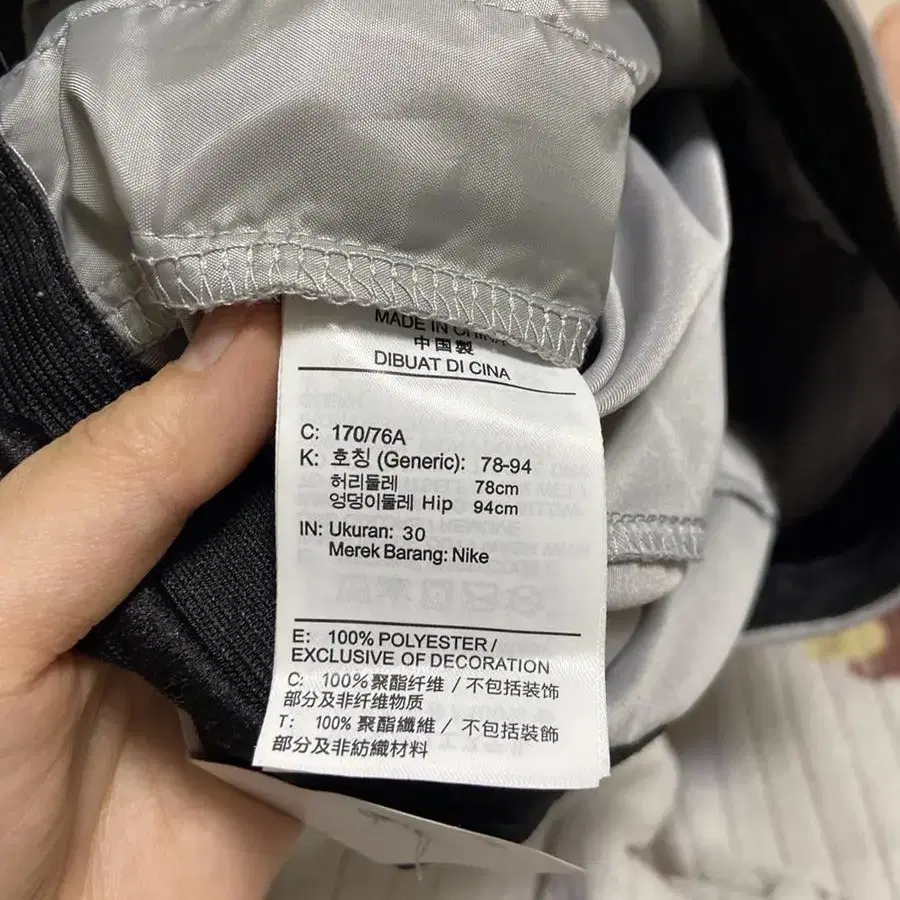 MADE IN CHINA
中国製
DIBUAT DI CINA
C: 170/76A
K: 호칭 (Generic): 78-94
허리둘레 78cm
엉덩이둘레 Hip 94cm
IN: Ukuran: 30
Merek Barang: Nike
E: 100% POLYESTER /
EXCLUSIVE OF DECORATION
C: 100% 聚酯纤维 / 不包括装饰
部分及非纤维物质
T: 100% 聚酯纖維 / 不包括裝飾
部分及非紡織材料